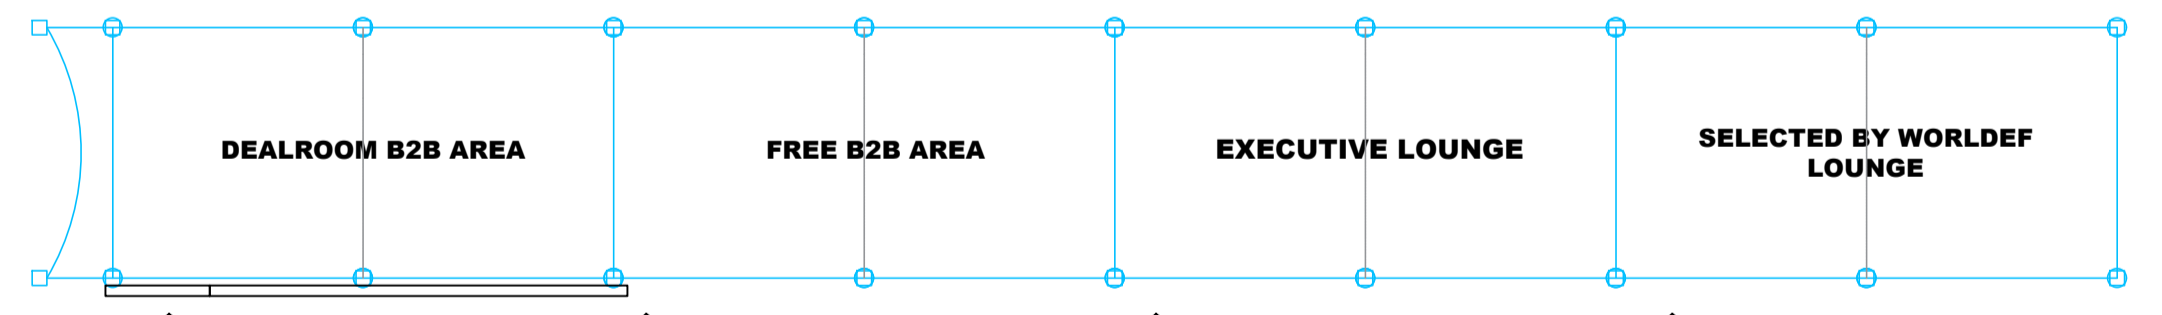 DEALROOM B2B AREA
FREE B2B AREA
EXECUTIVE LOUNGE
SELECTED BY WORLDEF
LOUNGE